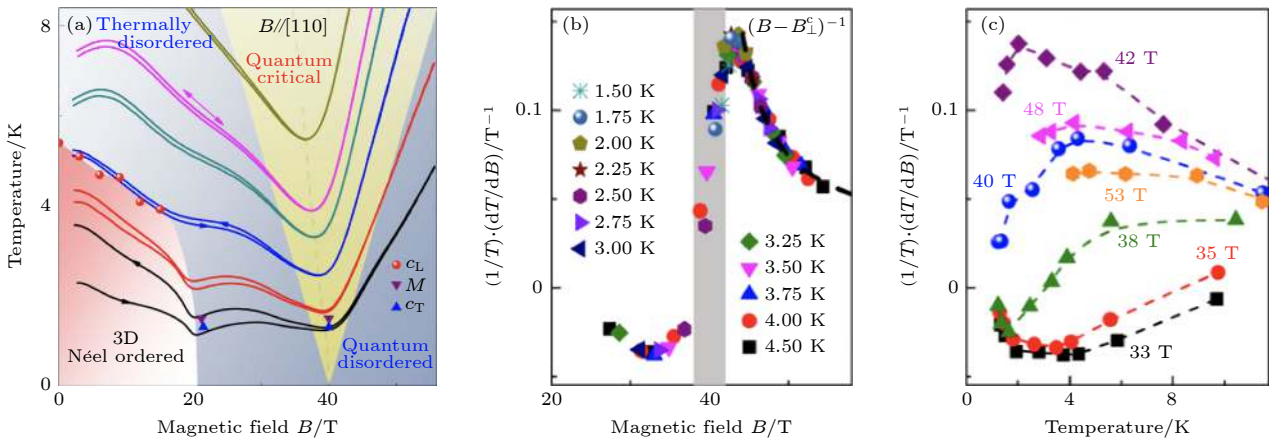 (a)
Thermally
disordered
B//[110]
Quantum
critical
c_L
M
c_T
3D
Néel ordered
Quantum
disordered
8
4
0
0
20
40
Temperature/K
Magnetic field B/T
(b)
(B−B_⊥^c)^−1
1.50 K
1.75 K
2.00 K
2.25 K
2.50 K
2.75 K
3.00 K
3.25 K
3.50 K
3.75 K
4.00 K
4.50 K
0.1
0
20
40
(1/T)·(dT/dB)/T^−1
Magnetic field B/T
(c)
42 T
48 T
40 T
53 T
38 T
35 T
33 T
0.1
0
0
4
8
(1/T)·(dT/dB)/T^−1
Temperature/K